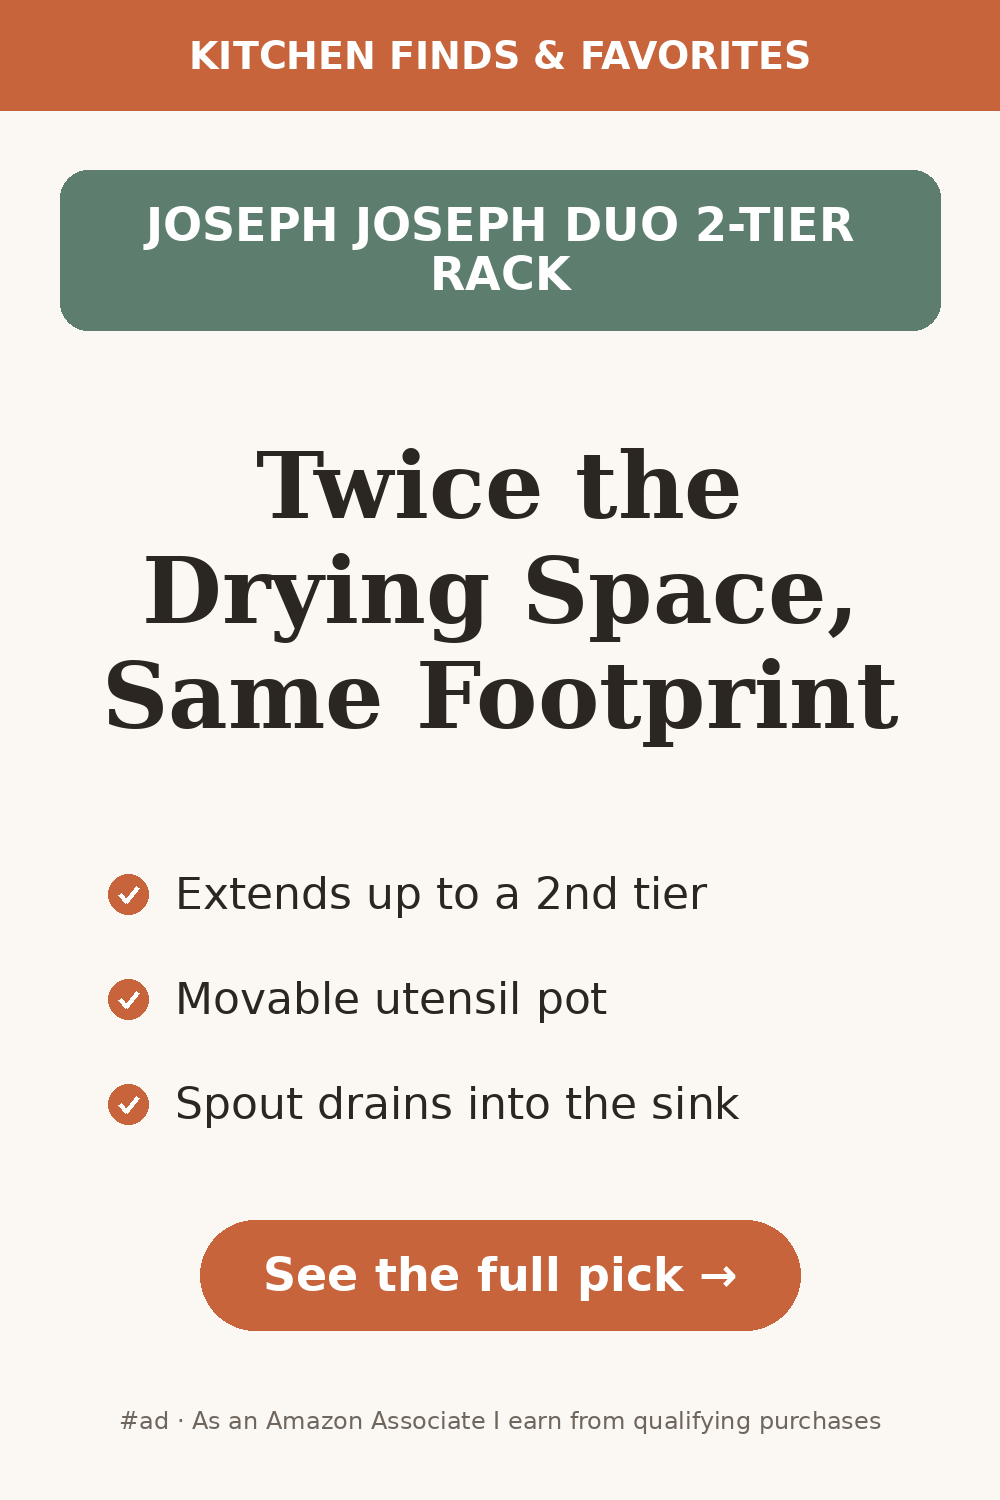 KITCHEN FINDS & FAVORITES
JOSEPH JOSEPH DUO 2-TIER
RACK
Twice the
Drying Space,
Same Footprint
Extends up to a 2nd tier
Movable utensil pot
Spout drains into the sink
See the full pick →
#ad · As an Amazon Associate I earn from qualifying purchases